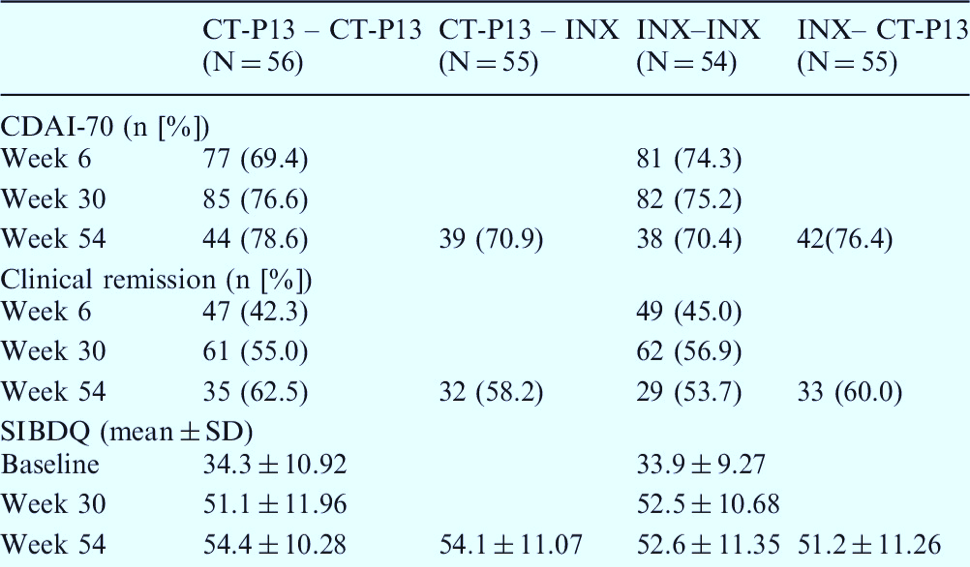 CT-P13 – CT-P13 CT-P13 – INX INX–INX INX– CT-P13
(N = 56) (N = 55) (N = 54) (N = 55)
CDAI-70 (n [%])
Week 6 77 (69.4) 81 (74.3)
Week 30 85 (76.6) 82 (75.2)
Week 54 44 (78.6) 39 (70.9) 38 (70.4) 42(76.4)
Clinical remission (n [%])
Week 6 47 (42.3) 49 (45.0)
Week 30 61 (55.0) 62 (56.9)
Week 54 35 (62.5) 32 (58.2) 29 (53.7) 33 (60.0)
SIBDQ (mean ± SD)
Baseline 34.3 ± 10.92 33.9 ± 9.27
Week 30 51.1 ± 11.96 52.5 ± 10.68
Week 54 54.4 ± 10.28 54.1 ± 11.07 52.6 ± 11.35 51.2 ± 11.26